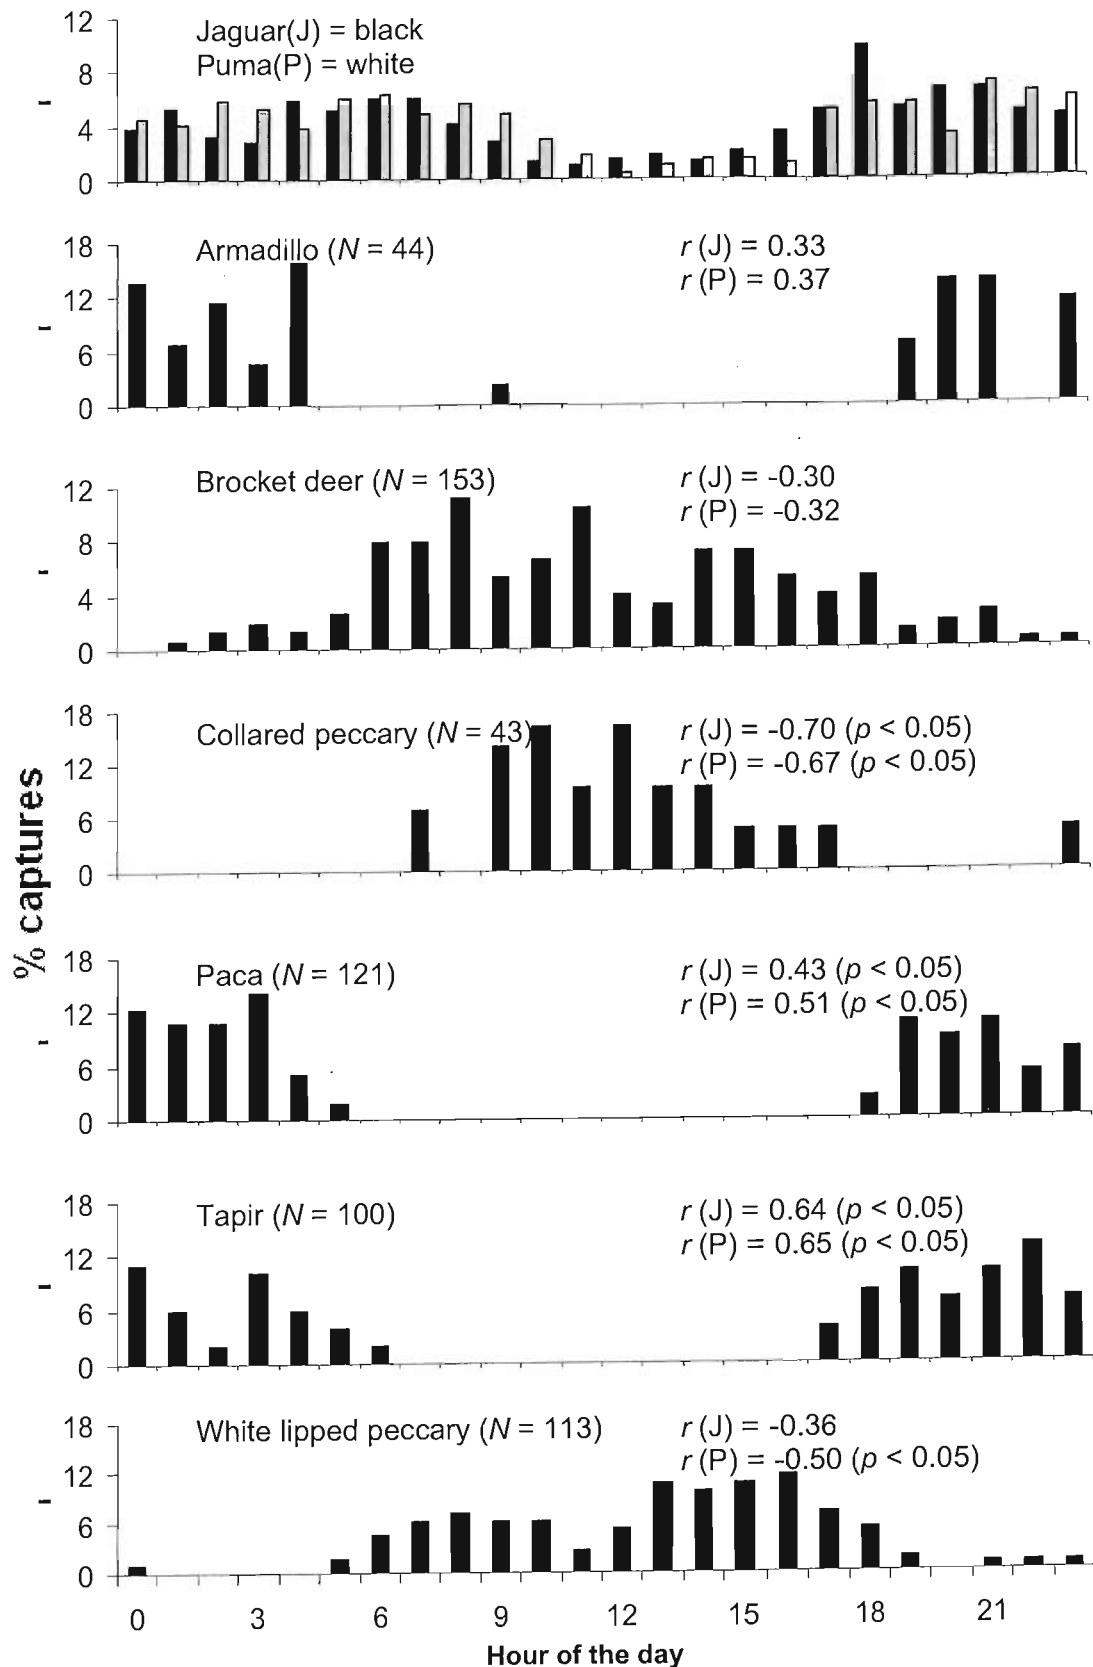 12
Jaguar(J) = black
Puma(P) = white
8
4
0
18
Armadillo (N = 44)
r (J) = 0.33
r (P) = 0.37
12
6
0
12
Brocket deer (N = 153)
r (J) = -0.30
r (P) = -0.32
8
4
0
18
Collared peccary (N = 43)
r (J) = -0.70 (p < 0.05)
r (P) = -0.67 (p < 0.05)
12
6
0
% captures
18
Paca (N = 121)
r (J) = 0.43 (p < 0.05)
r (P) = 0.51 (p < 0.05)
12
6
0
18
Tapir (N = 100)
r (J) = 0.64 (p < 0.05)
r (P) = 0.65 (p < 0.05)
12
6
0
18
White lipped peccary (N = 113)
r (J) = -0.36
r (P) = -0.50 (p < 0.05)
12
6
0
0 3 6 9 12 15 18 21
Hour of the day